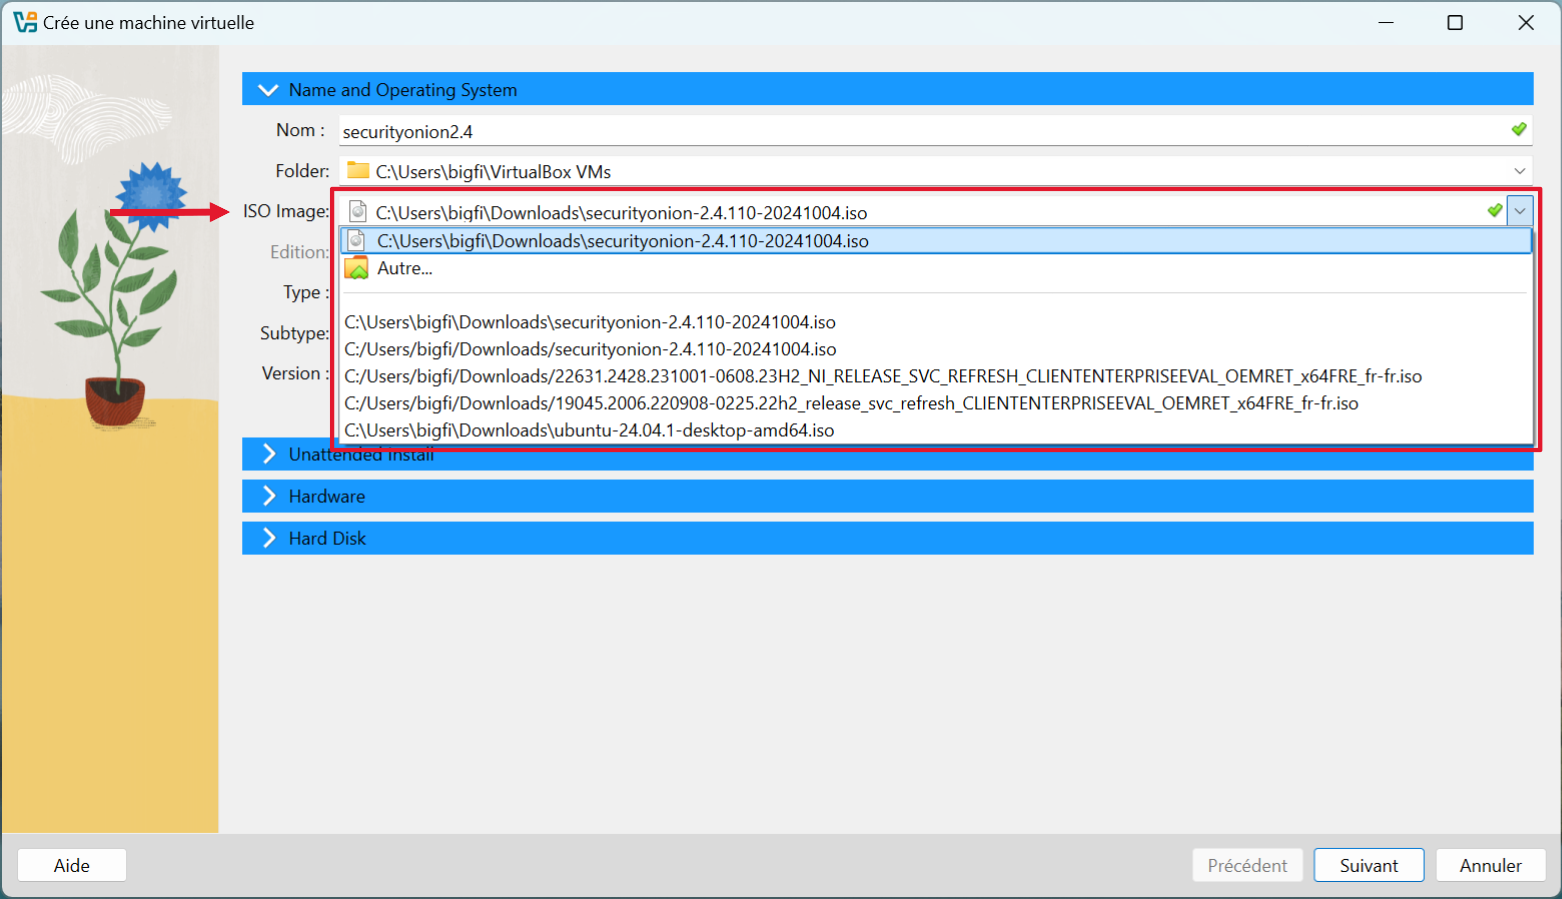 Crée une machine virtuelle
Name and Operating System
Nom : securityonion2.4
Folder: C:\Users\bigfi\VirtualBox VMs
ISO Image: C:\Users\bigfi\Downloads\securityonion-2.4.110-20241004.iso
Edition: C:\Users\bigfi\Downloads\securityonion-2.4.110-20241004.iso
Autre...
Type :
Subtype: C:\Users\bigfi\Downloads\securityonion-2.4.110-20241004.iso
C:/Users/bigfi/Downloads/securityonion-2.4.110-20241004.iso
Version : C:/Users/bigfi/Downloads/22631.2428.231001-0608.23H2_NI_RELEASE_SVC_REFRESH_CLIENTENTERPRISEEVAL_OEMRET_x64FRE_fr-fr.iso
C:/Users/bigfi/Downloads/19045.2006.220908-0225.22h2_release_svc_refresh_CLIENTENTERPRISEEVAL_OEMRET_x64FRE_fr-fr.iso
C:\Users\bigfi\Downloads\ubuntu-24.04.1-desktop-amd64.iso
Unattended Install
Hardware
Hard Disk
Aide Précédent Suivant Annuler